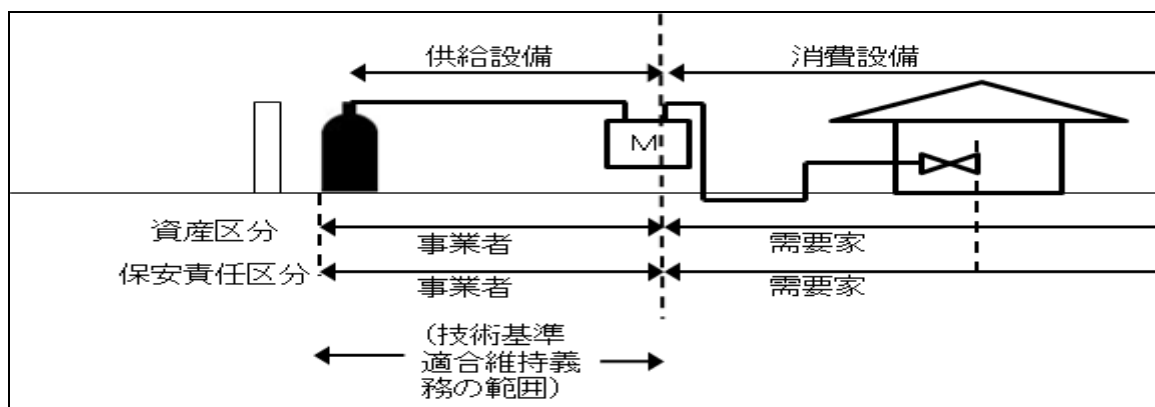 供給設備
消費設備
M
資産区分
事業者
需要家
保安責任区分
事業者
需要家
(技術基準
適合維持義
務の範囲)